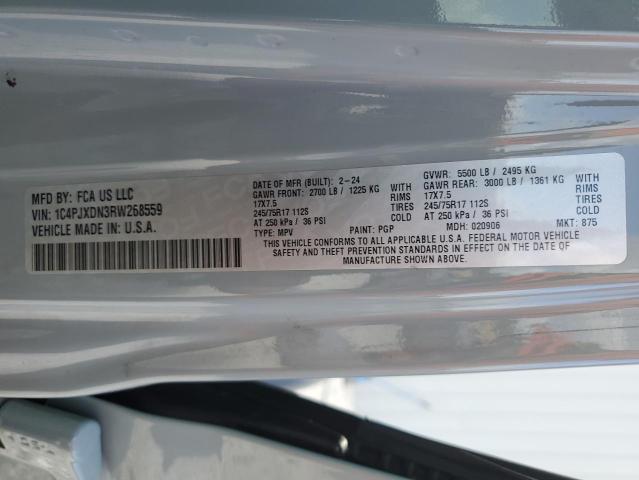 MFD BY: FCA US LLC
VIN: 1C4PJXDN3RW268559
VEHICLE MADE IN: U.S.A.
DATE OF MFR (BUILT): 2-24
GAWR FRONT: 2700 LB / 1225 KG
17X7.5
245/75R17 112S
AT 250 kPa / 36 PSI
TYPE: MPV
WITH
RIMS
TIRES
COLD
PAINT: PGP
GVWR: 5500 LB / 2495 KG
GAWR REAR: 3000 LB / 1361 KG
17X7.5
245/75R17 112S
AT 250 kPa / 36 PSI
MDH: 020906
WITH
RIMS
TIRES
COLD
MKT: 875
THIS VEHICLE CONFORMS TO ALL APPLICABLE U.S.A. FEDERAL MOTOR VEHICLE
SAFETY AND THEFT PREVENTION STANDARDS IN EFFECT ON THE DATE OF
MANUFACTURE SHOWN ABOVE.